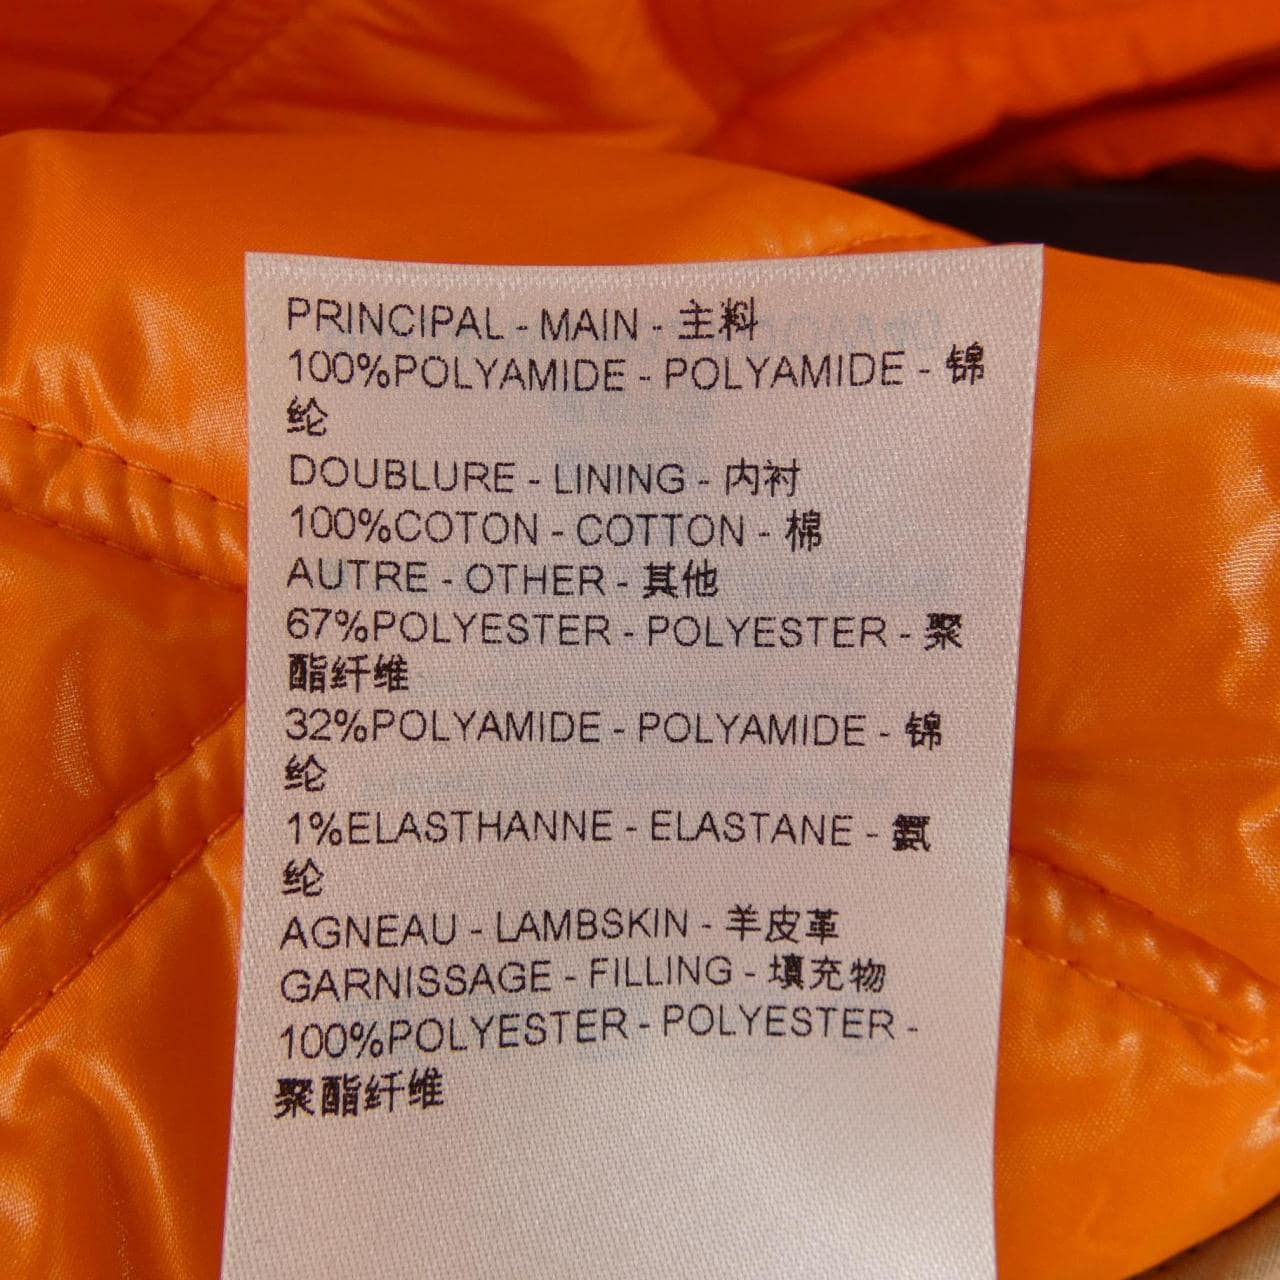 PRINCIPAL - MAIN - 主料
100%POLYAMIDE - POLYAMIDE - 锦
纶
DOUBLURE - LINING - 内衬
100%COTON - COTTON - 棉
AUTRE - OTHER - 其他
67%POLYESTER - POLYESTER - 聚
酯纤维
32%POLYAMIDE - POLYAMIDE - 锦
纶
1%ELASTHANNE - ELASTANE - 氨
纶
AGNEAU - LAMBSKIN - 羊皮革
GARNISSAGE - FILLING - 填充物
100%POLYESTER - POLYESTER -
聚酯纤维